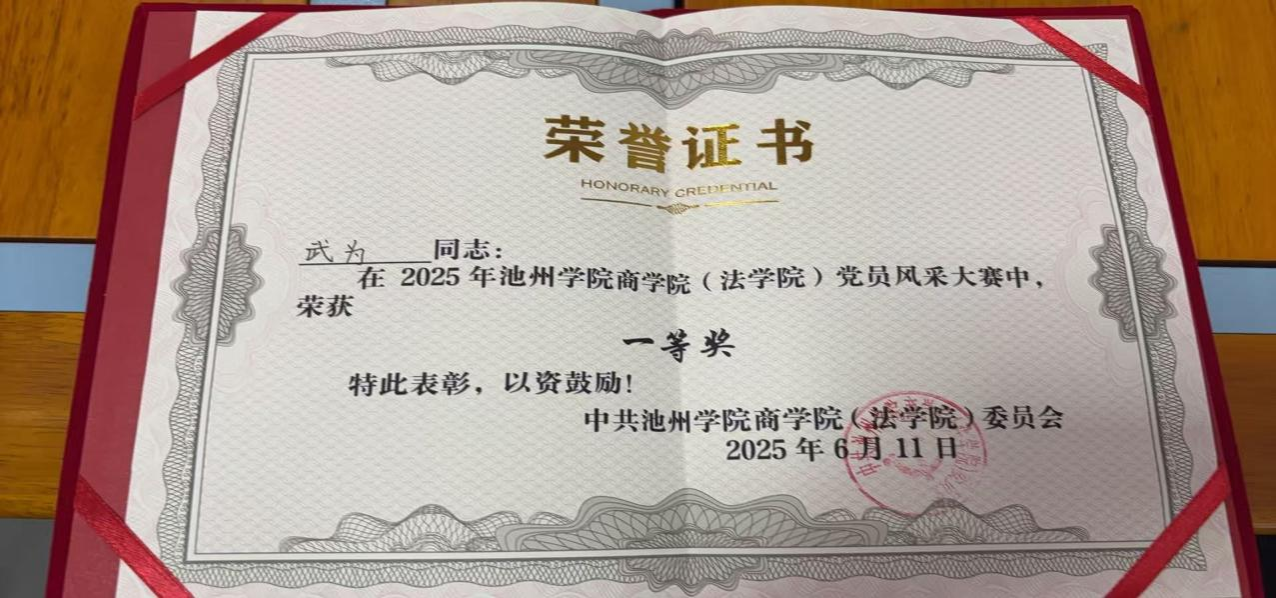 荣誉证书
HONORARY CREDENTIAL
武为 同志：
在 2025 年池州学院商学院（法学院）党员风采大赛中，
荣获
一等奖
特此表彰，以资鼓励！
中共池州学院商学院（法学院）委员会
2025 年 6 月 11 日